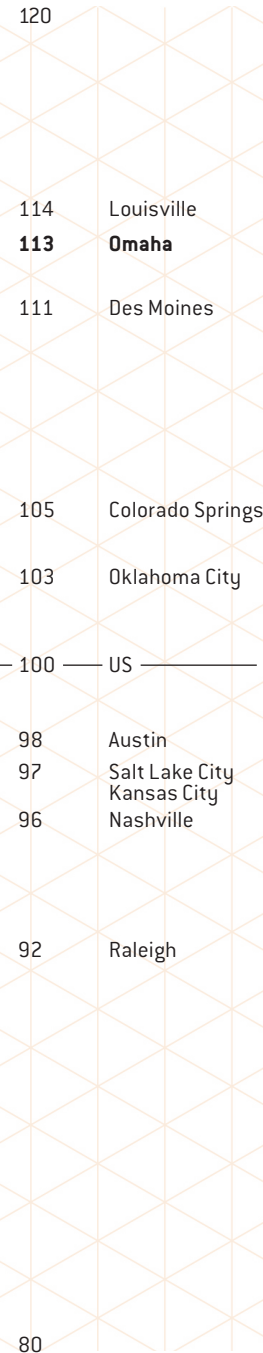 120
114 Louisville
113 Omaha
111 Des Moines
105 Colorado Springs
103 Oklahoma City
100 US
98 Austin
97 Salt Lake City
Kansas City
96 Nashville
92 Raleigh
80